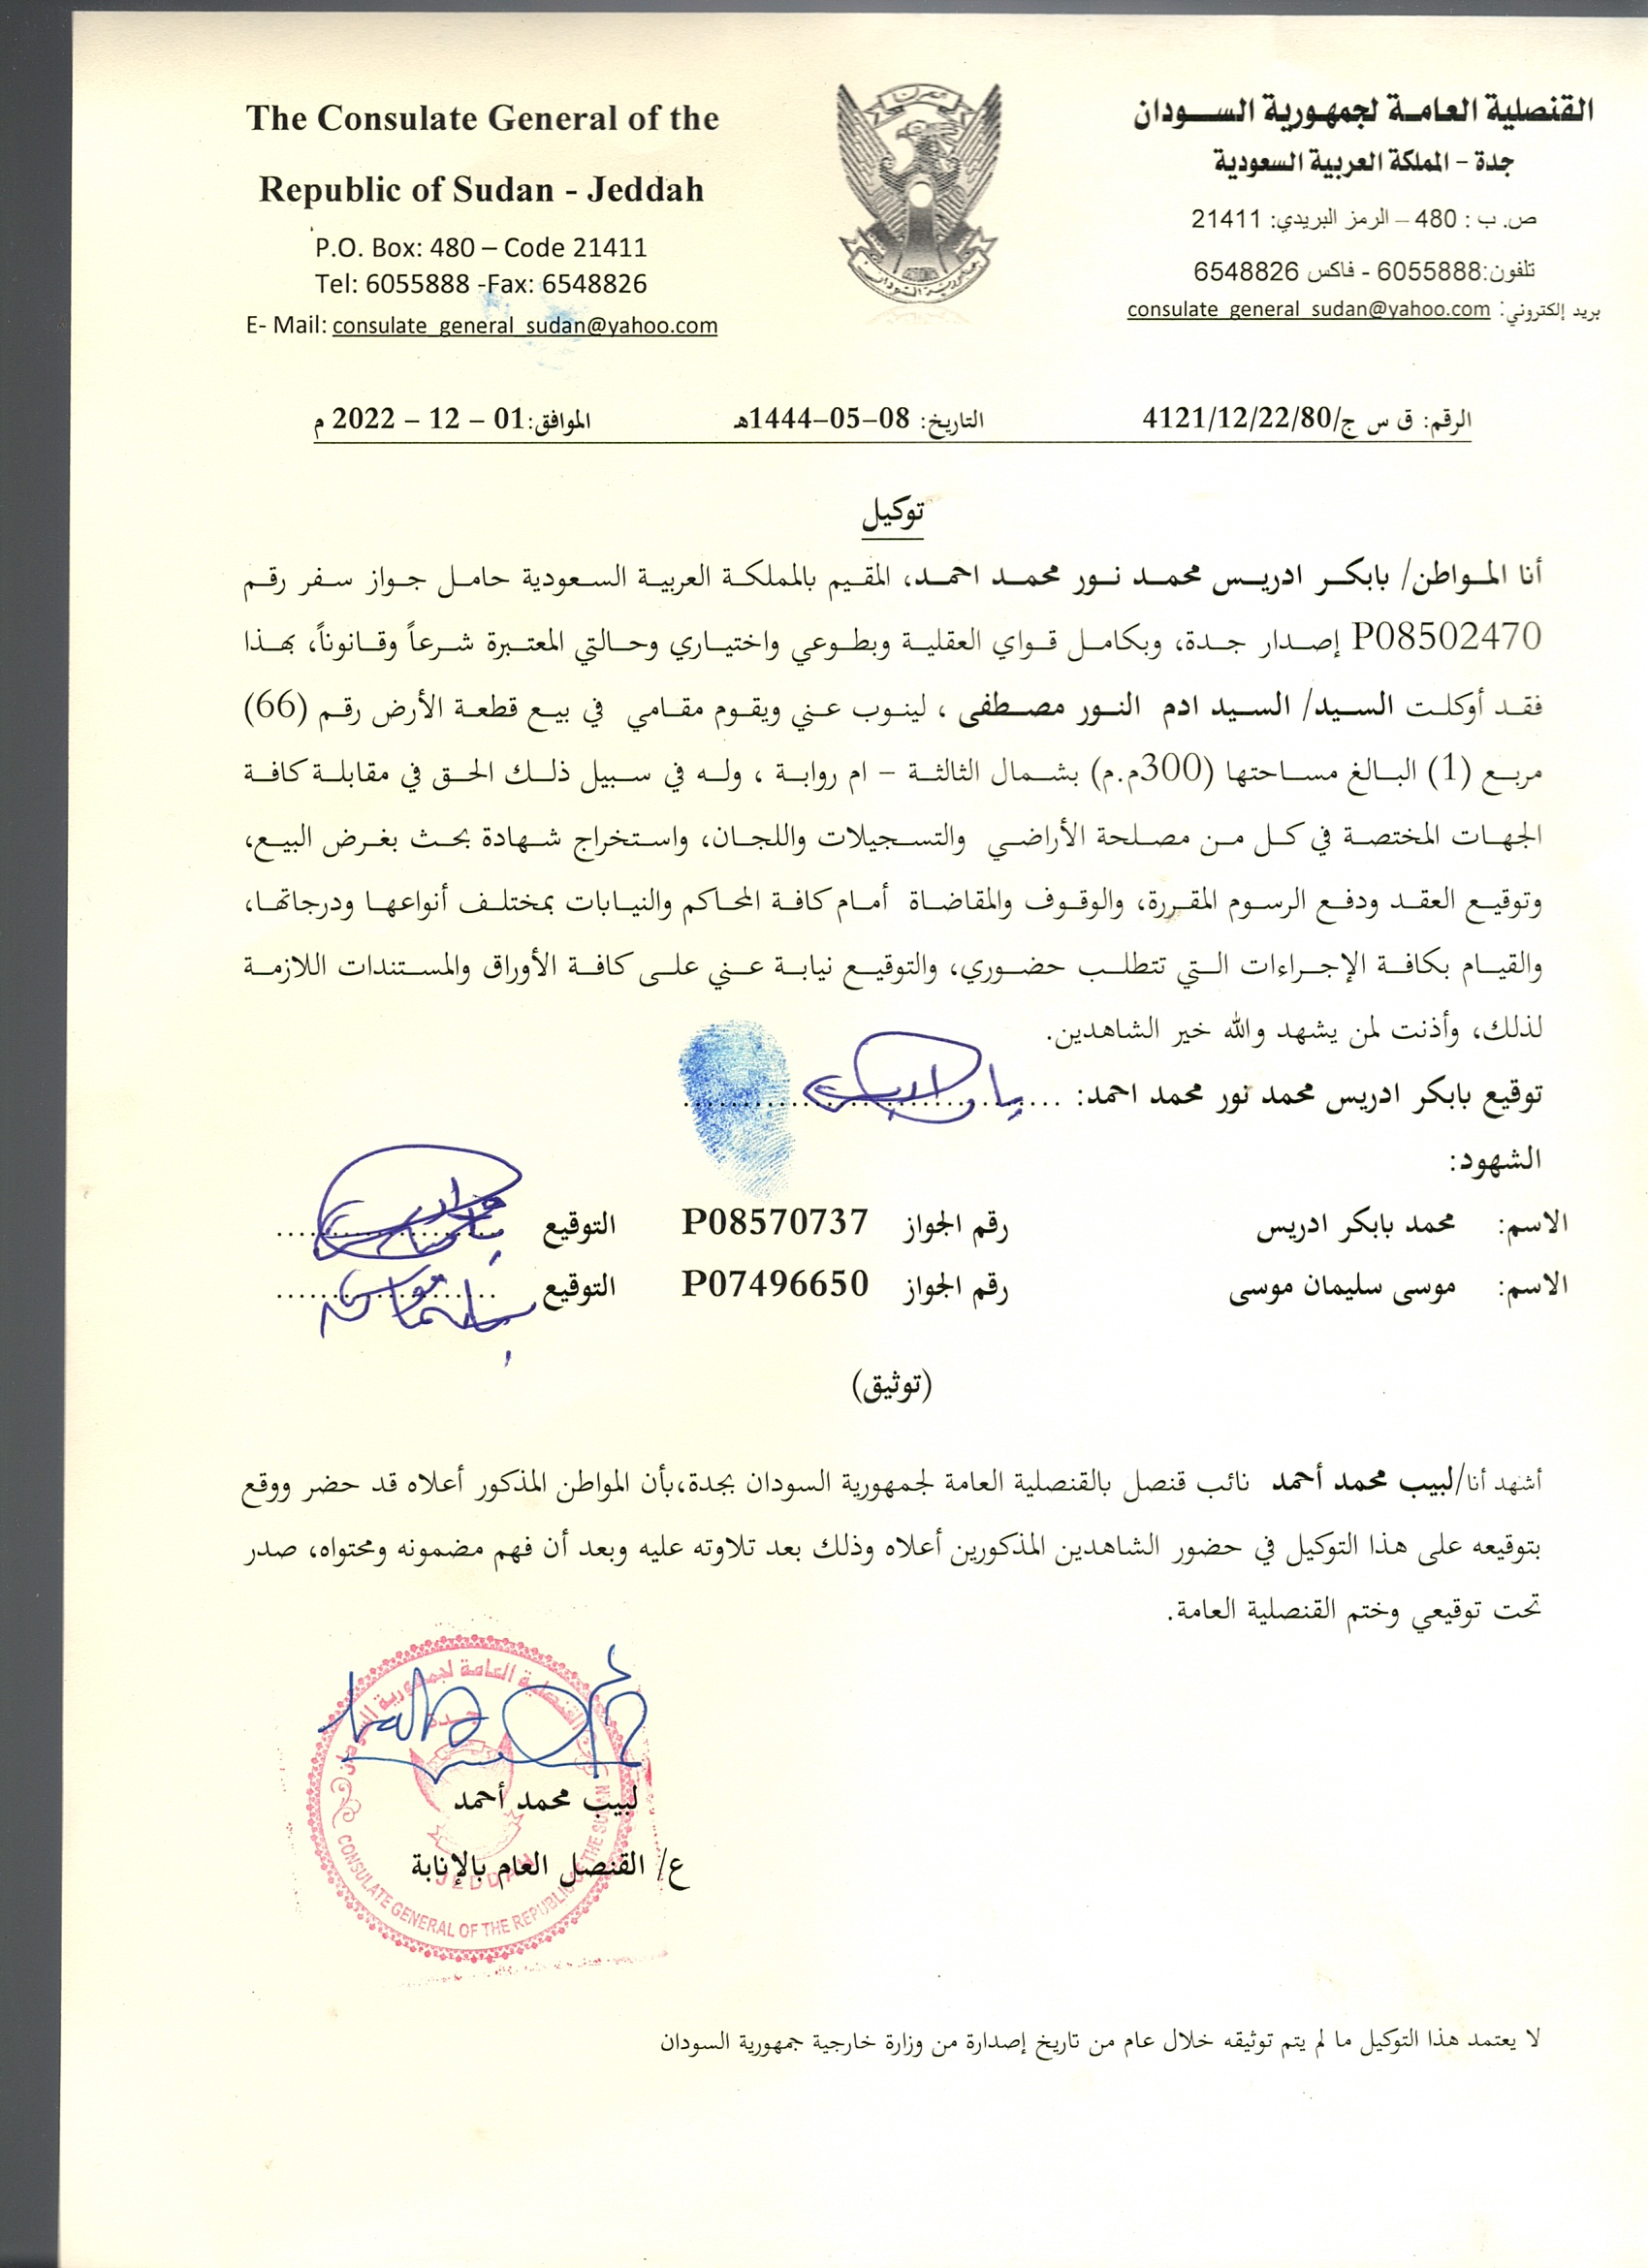 The Consulate General of the
Republic of Sudan - Jeddah
P.O. Box: 480 – Code 21411
Tel: 6055888 -Fax: 6548826
E- Mail: consulate_general_sudan@yahoo.com
القنصلية العامة لجمهورية السودان
جدة - المملكة العربية السعودية
ص. ب : 480 – الرمز البريدي: 21411
تلفون:6055888 - فاكس 6548826
بريد إلكتروني: consulate_general_sudan@yahoo.com
جمهورية السودان
الرقم: ق س ج/4121/12/22/80 التاريخ: 08-05-1444هـ الموافق:01 – 12 – 2022 م
توكيل
أنا المواطن/ بابكر ادريس محمد نور محمد احمد، المقيم بالمملكة العربية السعودية حامل جواز سفر رقم
P08502470 إصدار جدة، وبكامل قواي العقلية وبطوعي واختياري وحالتي المعتبرة شرعاً وقانوناً، بهذا
فقد أوكلت السيد/ السيد ادم النور مصطفى ، لينوب عني ويقوم مقامي في بيع قطعة الأرض رقم (66)
مربع (1) البالغ مساحتها (300م.م) بشمال الثالثة – ام روابة ، وله في سبيل ذلك الحق في مقابلة كافة
الجهات المختصة في كل من مصلحة الأراضي والتسجيلات واللجان، واستخراج شهادة بحث بغرض البيع،
وتوقيع العقد ودفع الرسوم المقررة، والوقوف والمقاضاة أمام كافة المحاكم والنيابات بمختلف أنواعها ودرجاتها،
والقيام بكافة الإجراءات التي تتطلب حضوري، والتوقيع نيابة عني على كافة الأوراق والمستندات اللازمة
لذلك، وأذنت لمن يشهد والله خير الشاهدين.
توقيع بابكر ادريس محمد نور محمد احمد: ................................
الشهود:
الاسم: محمد بابكر ادريس رقم الجواز P08570737 التوقيع ....................
الاسم: موسى سليمان موسى رقم الجواز P07496650 التوقيع ....................
(توثيق)
أشهد أنا/لبيب محمد أحمد نائب قنصل بالقنصلية العامة لجمهورية السودان بجدة،بأن المواطن المذكور أعلاه قد حضر ووقع
بتوقيعه على هذا التوكيل في حضور الشاهدين المذكورين أعلاه وذلك بعد تلاوته عليه وبعد أن فهم مضمونه ومحتواه، صدر
تحت توقيعي وختم القنصلية العامة.
القنصلية العامة لجمهورية السودان
جدة
لبيب محمد أحمد
ع/ القنصل العام بالإنابة
JEDDAH
CONSULATE GENERAL OF THE REPUBLIC OF THE SUDAN
لا يعتمد هذا التوكيل ما لم يتم توثيقه خلال عام من تاريخ إصدارة من وزارة خارجية جمهورية السودان